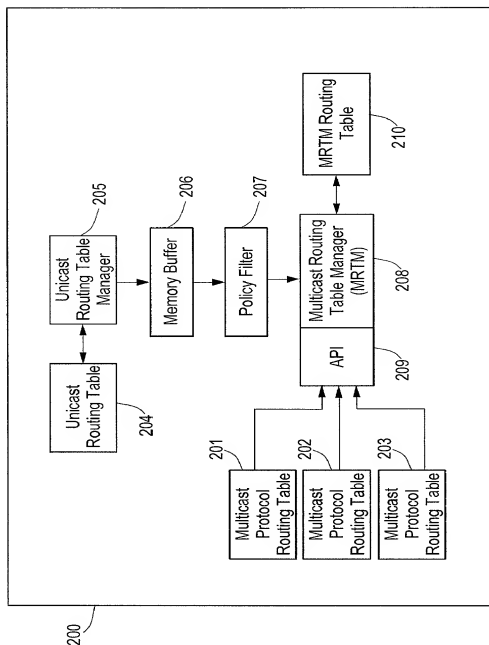 200
Unicast
Routing Table
204
Unicast
Routing Table
Manager
205
Memory Buffer
206
Policy Filter
207
Multicast
Protocol
Routing Table
201
Multicast
Protocol
Routing Table
202
Multicast
Protocol
Routing Table
203
API
209
Multicast Routing
Table Manager
(MRTM)
208
MRTM Routing
Table
210